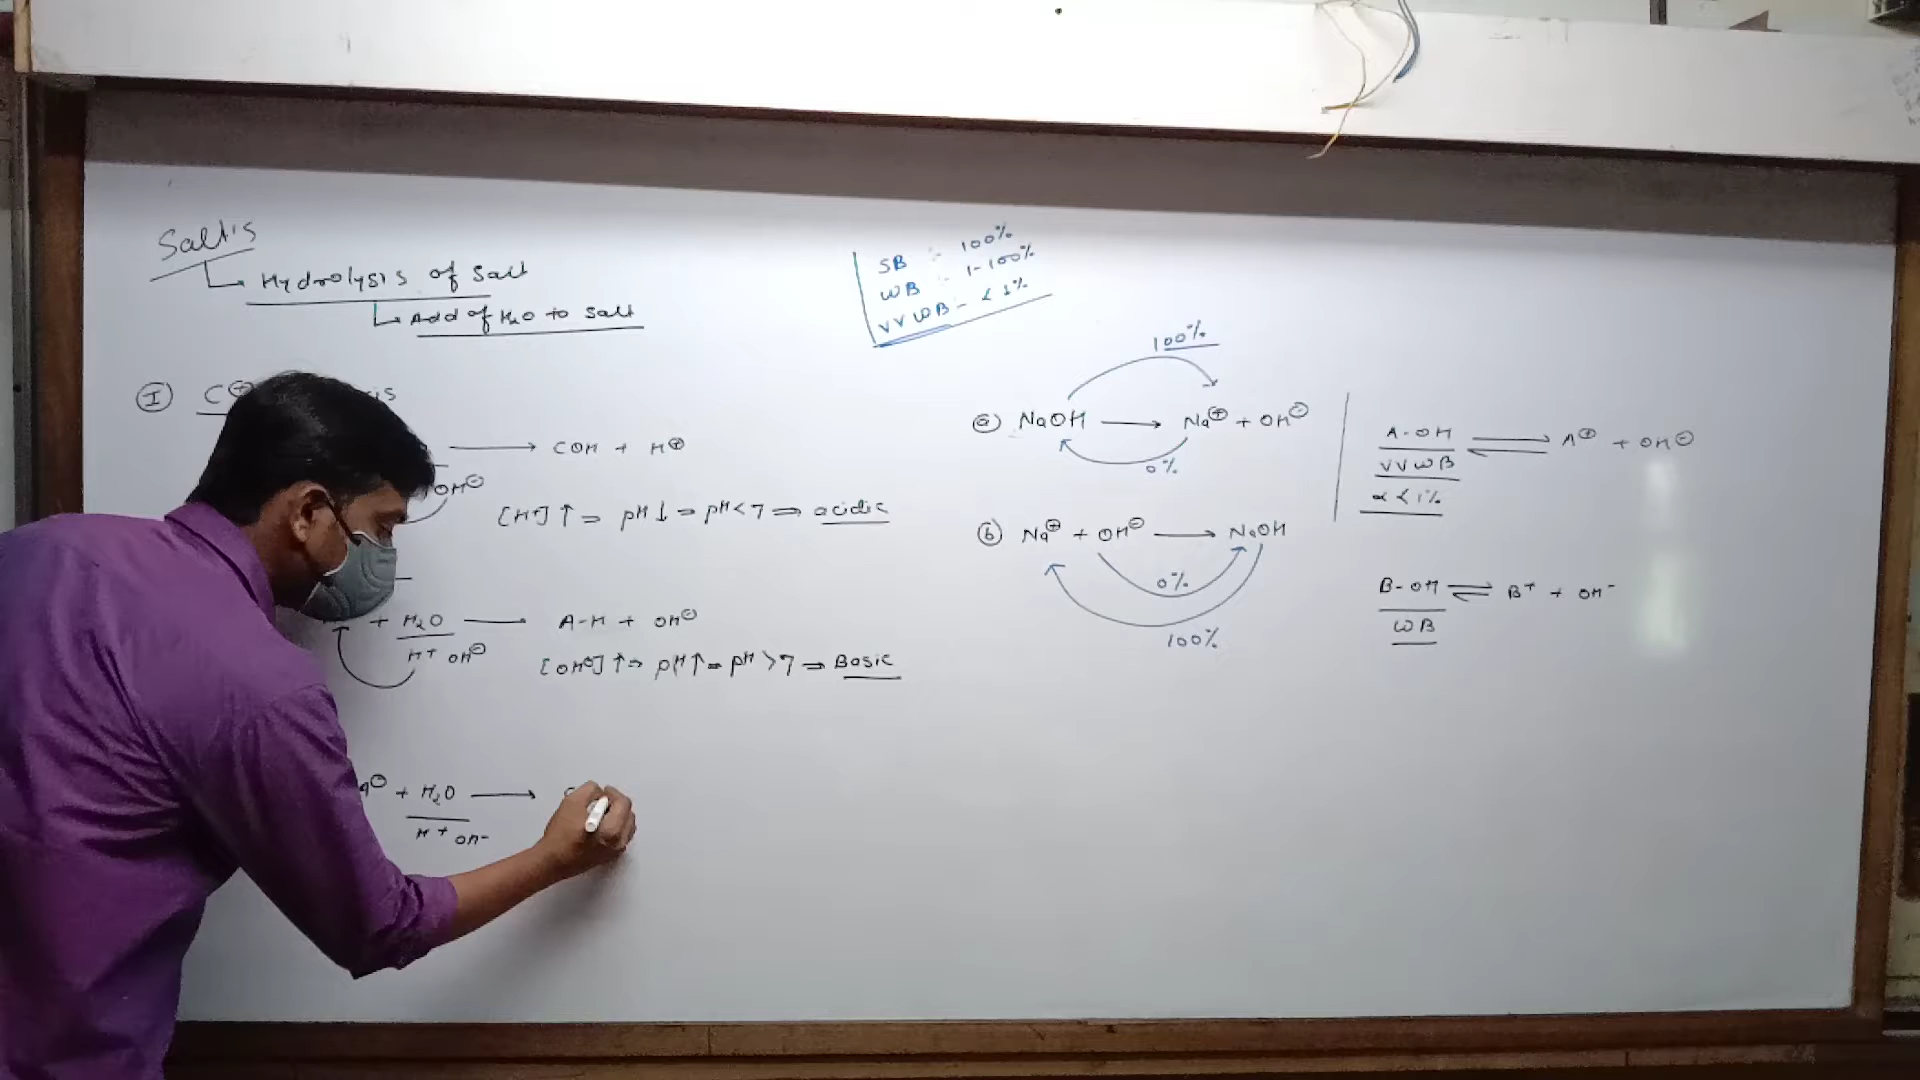 Salt's
Hydrolysis of Salt
Add of H₂O to Salt
SB :- 100%
WB :- 1-100%
VVWB - < 1%
Ⓘ C⊕
⟶ COH + H⊕
OH⊖
[H+]↑ ⇒ pH↓ ⇒ pH<7 ⇒ acidic
+ H₂O ⟶ A-H + OH⊖
H+ OH⊖
[OH⊖]↑ ⇒ pH↑ ⇒ pH>7 ⇒ Basic
A⊖ + H₂O ⟶
H+ OH-
100%
ⓐ NaOH ⟶ Na⊕ + OH⊖
0%
ⓑ Na⊕ + OH⊖ ⟶ NaOH
0%
100%
A-OH ⇌ A⊕ + OH⊖
VVWB
α < 1%
B-OH ⇌ B+ + OH-
WB